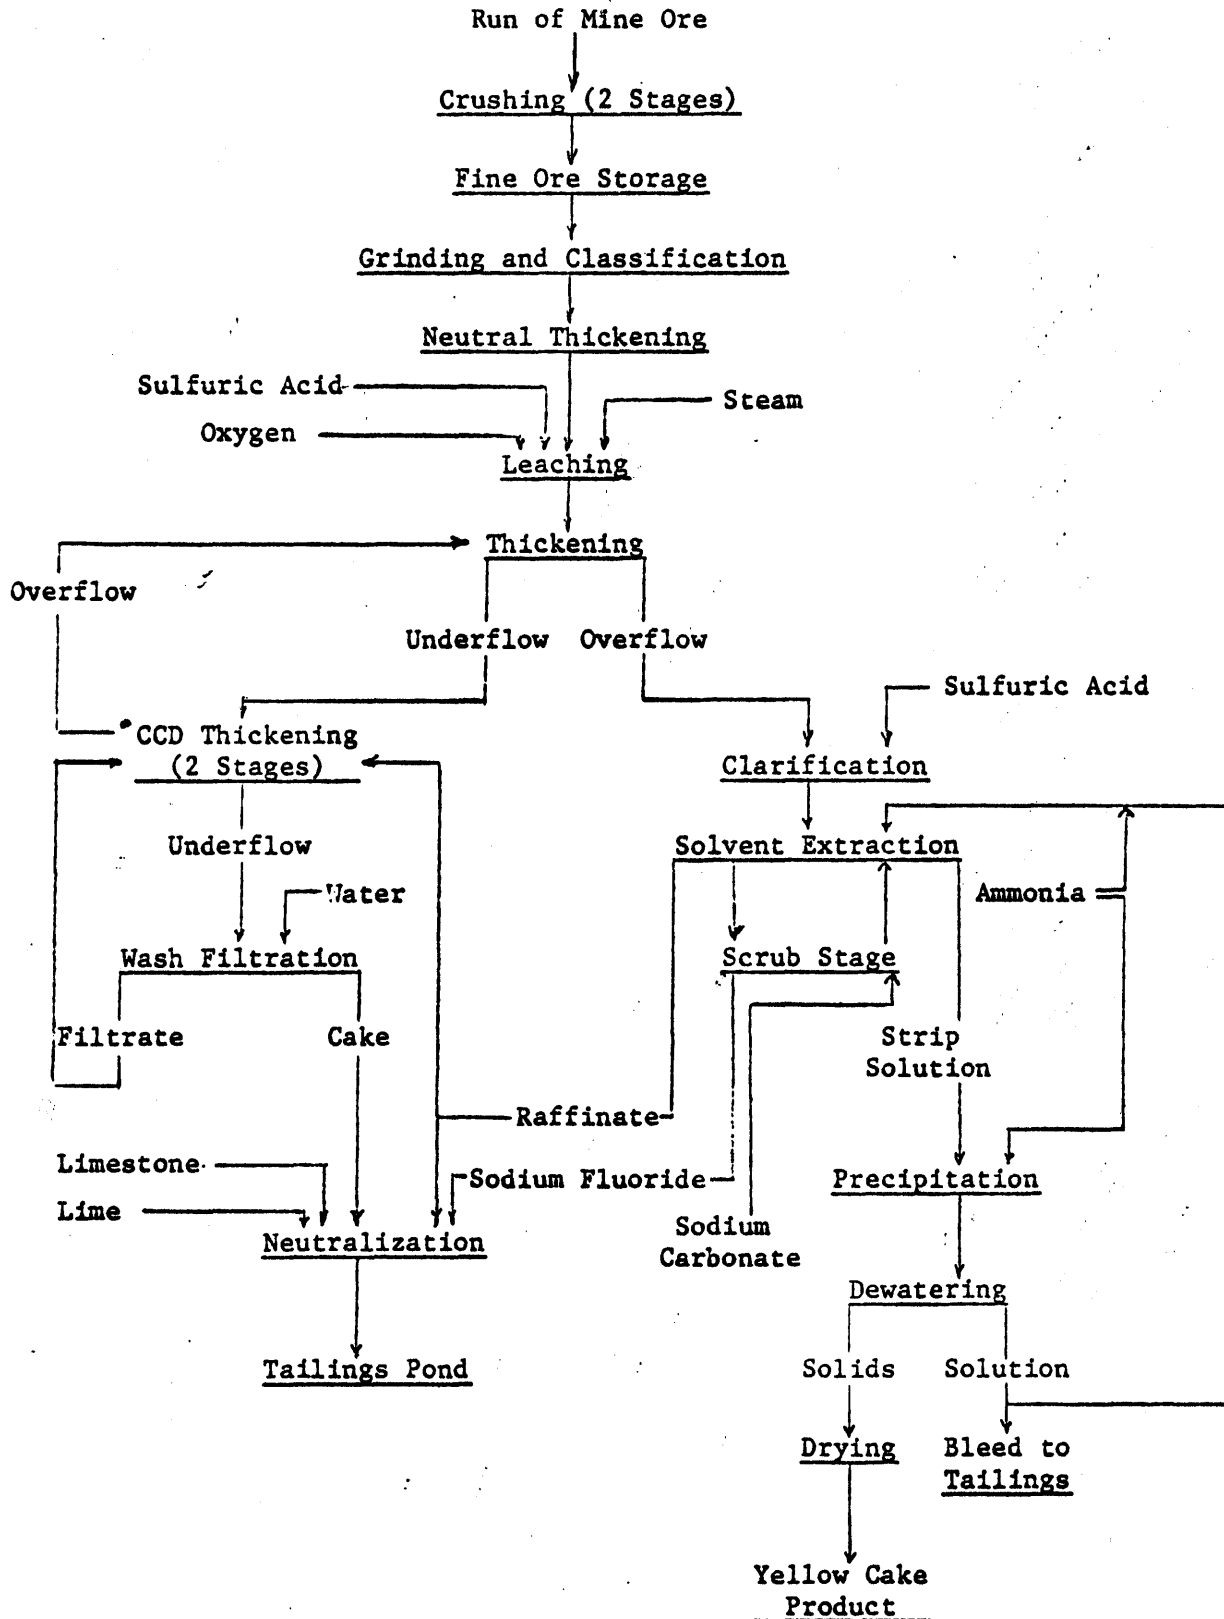 Run of Mine Ore
Crushing (2 Stages)
Fine Ore Storage
Grinding and Classification
Neutral Thickening
Sulfuric Acid
Steam
Oxygen
Leaching
Thickening
Overflow
Underflow
Overflow
Sulfuric Acid
CCD Thickening
(2 Stages)
Clarification
Underflow
Solvent Extraction
Water
Ammonia
Wash Filtration
Scrub Stage
Filtrate
Cake
Strip
Solution
Raffinate
Limestone
Sodium Fluoride
Precipitation
Lime
Sodium
Carbonate
Neutralization
Dewatering
Tailings Pond
Solids
Solution
Drying
Bleed to
Tailings
Yellow Cake
Product